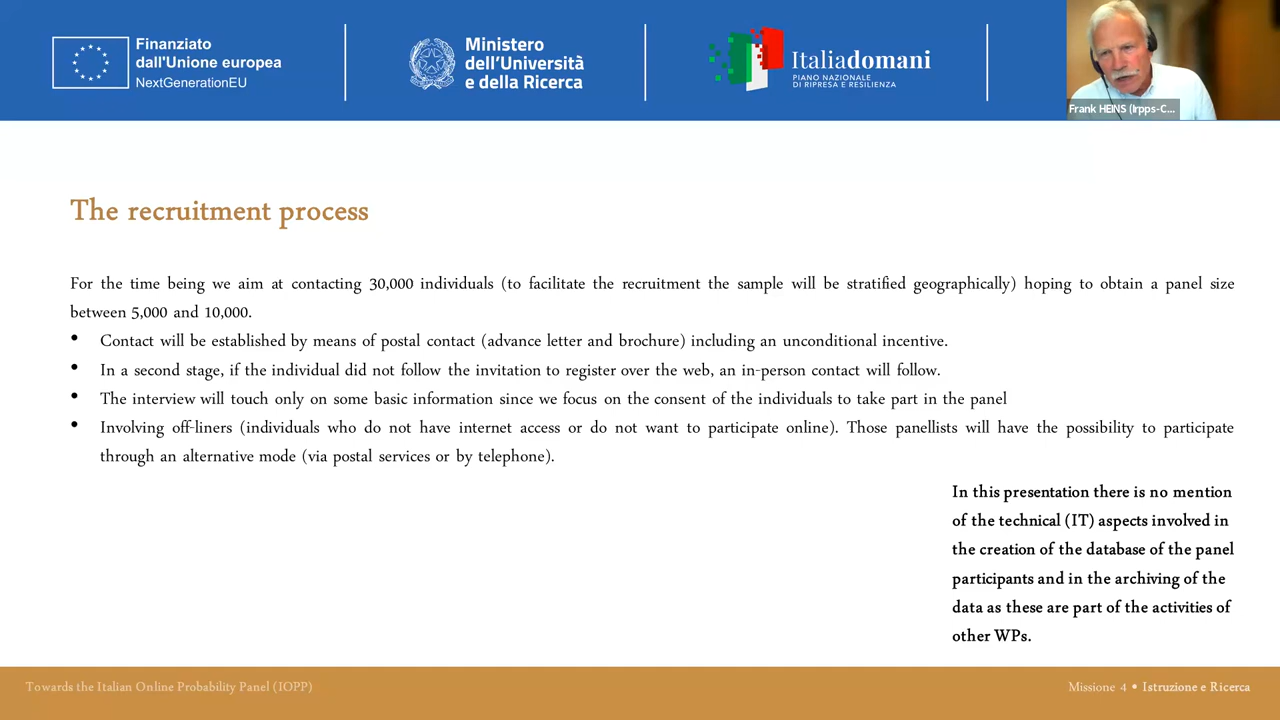 Finanziato
dall'Unione europea
NextGenerationEU
Ministero
dell'Università
e della Ricerca
Italiadomani
PIANO NAZIONALE
DI RIPRESA E RESILIENZA
Frank HEINS (Irpps-C...
The recruitment process
For the time being we aim at contacting 30,000 individuals (to facilitate the recruitment the sample will be stratified geographically) hoping to obtain a panel size
between 5,000 and 10,000.
• Contact will be established by means of postal contact (advance letter and brochure) including an unconditional incentive.
• In a second stage, if the individual did not follow the invitation to register over the web, an in-person contact will follow.
• The interview will touch only on some basic information since we focus on the consent of the individuals to take part in the panel
• Involving off-liners (individuals who do not have internet access or do not want to participate online). Those panellists will have the possibility to participate
through an alternative mode (via postal services or by telephone).
In this presentation there is no mention
of the technical (IT) aspects involved in
the creation of the database of the panel
participants and in the archiving of the
data as these are part of the activities of
other WPs.
Towards the Italian Online Probability Panel (IOPP)
Missione 4 • Istruzione e Ricerca